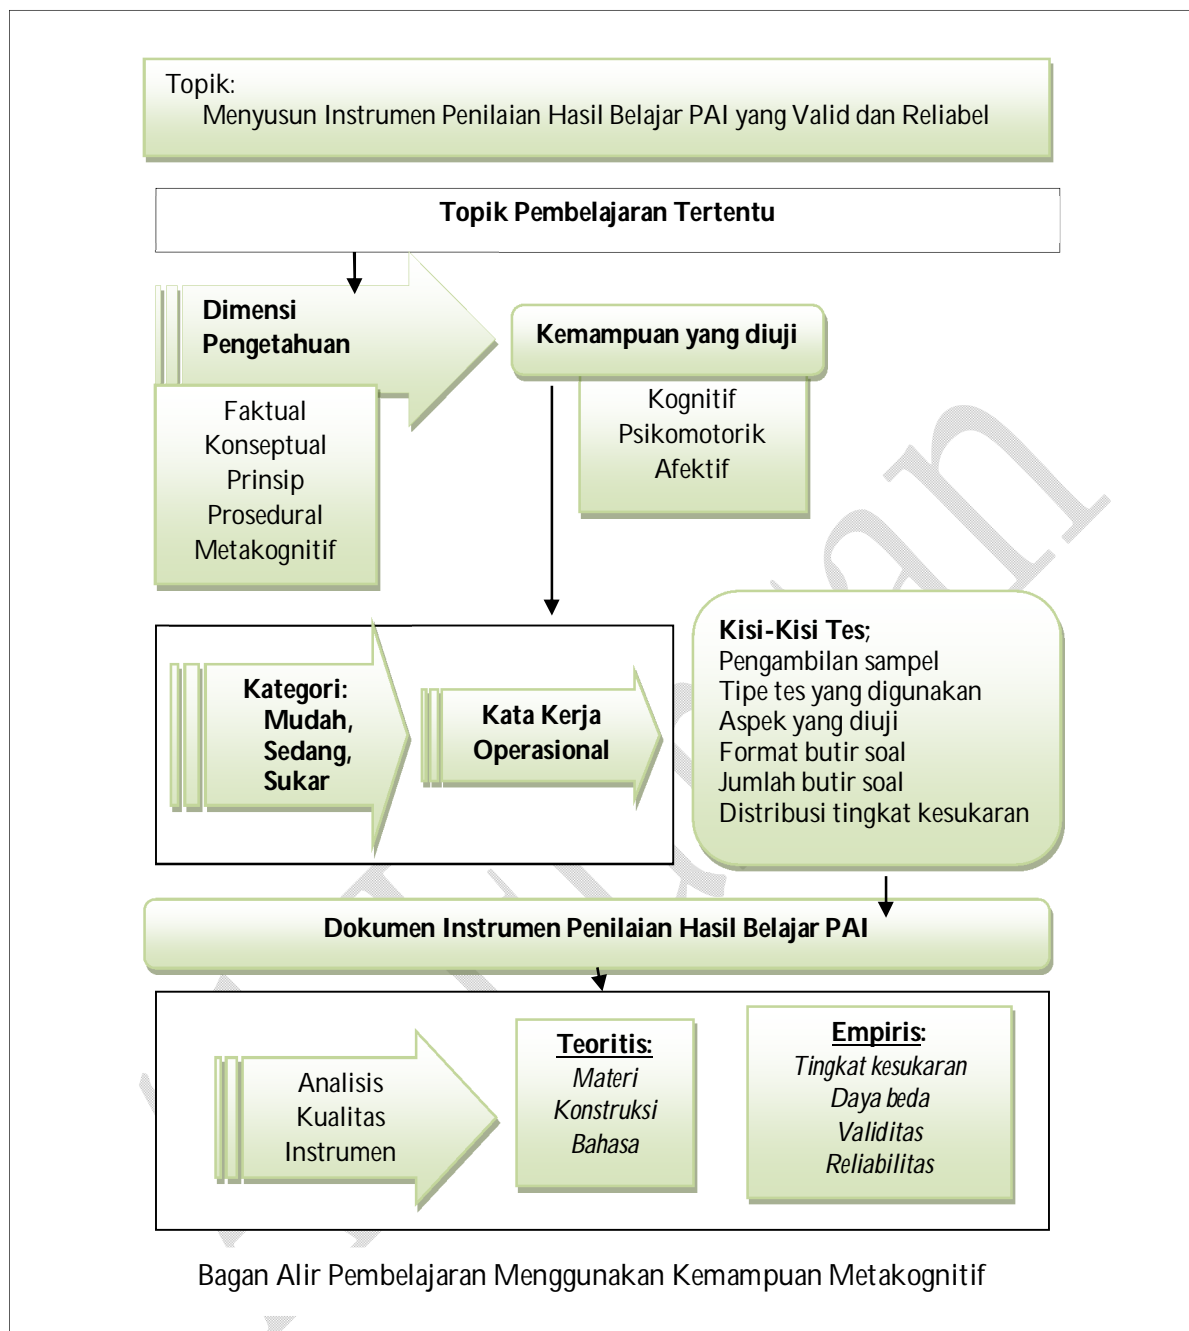 Topik:
Menyusun Instrumen Penilaian Hasil Belajar PAI yang Valid dan Reliabel
Topik Pembelajaran Tertentu
Dimensi
Pengetahuan
Faktual
Konseptual
Prinsip
Prosedural
Metakognitif
Kemampuan yang diuji
Kognitif
Psikomotorik
Afektif
Kategori:
Mudah,
Sedang,
Sukar
Kata Kerja
Operasional
Kisi-Kisi Tes;
Pengambilan sampel
Tipe tes yang digunakan
Aspek yang diuji
Format butir soal
Jumlah butir soal
Distribusi tingkat kesukaran
Dokumen Instrumen Penilaian Hasil Belajar PAI
Analisis
Kualitas
Instrumen
Teoritis:
Materi
Konstruksi
Bahasa
Empiris:
Tingkat kesukaran
Daya beda
Validitas
Reliabilitas
Bagan Alir Pembelajaran Menggunakan Kemampuan Metakognitif